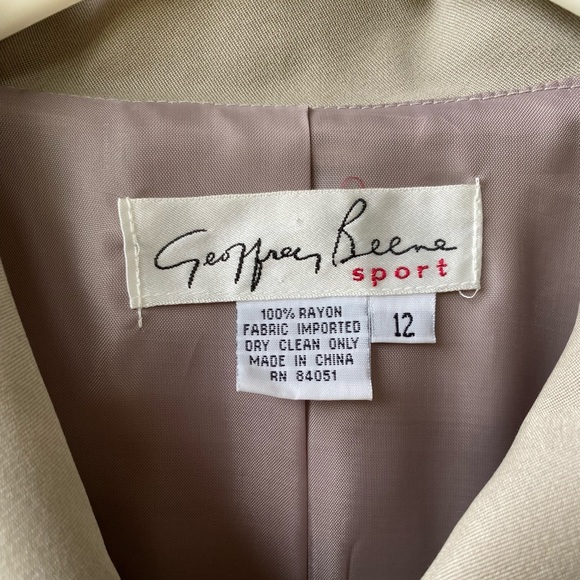 Geoffrey Beene
sport
100% RAYON
FABRIC IMPORTED
DRY CLEAN ONLY
MADE IN CHINA
RN 84051
12